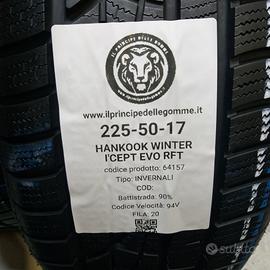 IL PRINCIPE DELLE GOMME
www.ilprincipedellegomme.it
225-50-17
HANKOOK WINTER
I'CEPT EVO RFT
codice prodotto: 64157
Tipo: INVERNALI
COD:
Battistrada: 90%
Codice Velocità: 94V
FILA: 20
subito